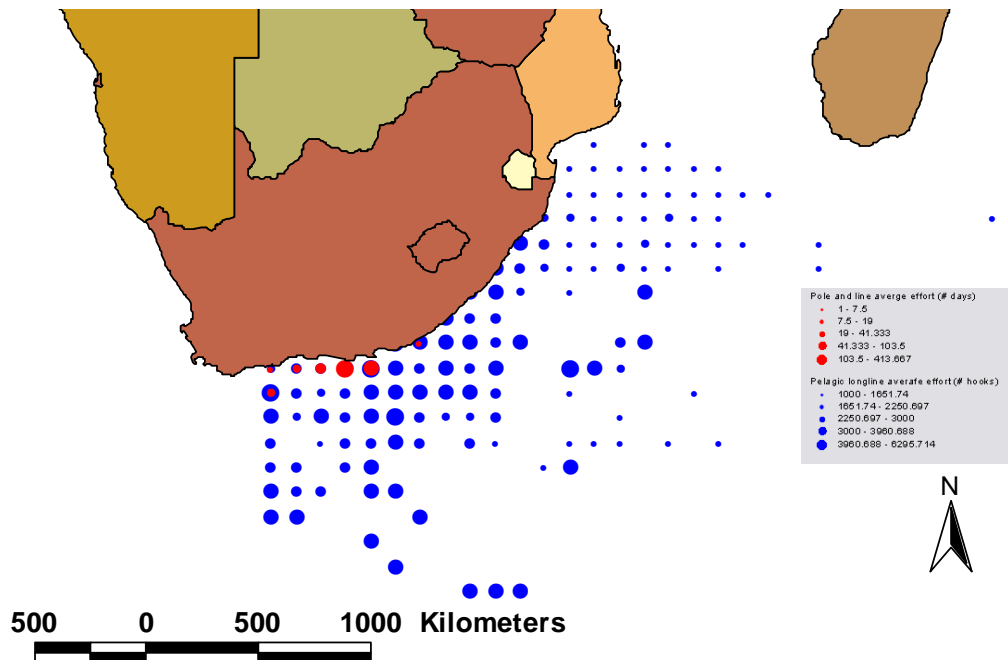 Pole and line averge effort (# days)
1 - 7.5
7.5 - 19
19 - 41.333
41.333 - 103.5
103.5 - 413.667
Pelagic longline averafe effort (# hooks)
1000 - 1651.74
1651.74 - 2250.697
2250.697 - 3000
3000 - 3960.688
3960.688 - 6295.714
N
500 0 500 1000 Kilometers